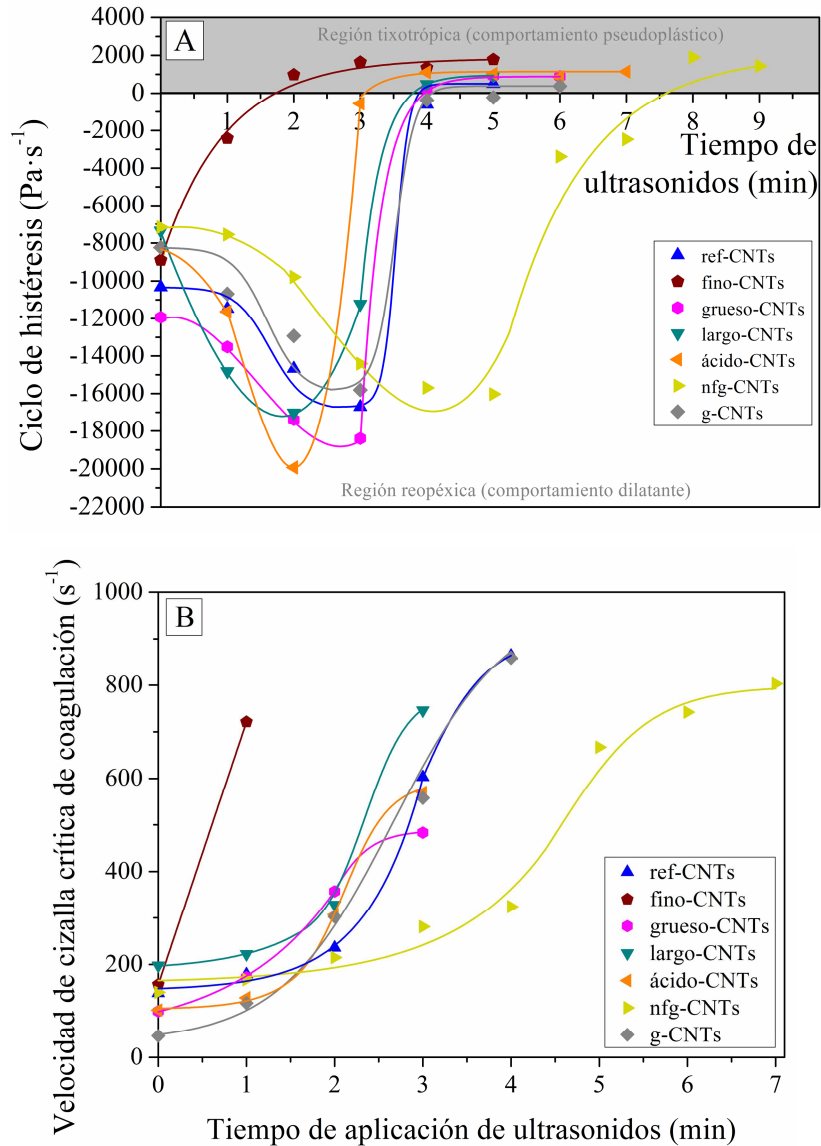 A
Región tixotrópica (comportamiento pseudoplástico)
4000
2000
0
-2000
-4000
-6000
-8000
-10000
-12000
-14000
-16000
-18000
-20000
-22000
Ciclo de histéresis (Pa·s⁻¹)
1 2 3 4 5 6 7 8 9
Tiempo de
ultrasonidos (min)
ref-CNTs
fino-CNTs
grueso-CNTs
largo-CNTs
ácido-CNTs
nfg-CNTs
g-CNTs
Región reopéxica (comportamiento dilatante)
B
1000
800
600
400
200
0
Velocidad de cizalla crítica de coagulación (s⁻¹)
ref-CNTs
fino-CNTs
grueso-CNTs
largo-CNTs
ácido-CNTs
nfg-CNTs
g-CNTs
0 1 2 3 4 5 6 7
Tiempo de aplicación de ultrasonidos (min)